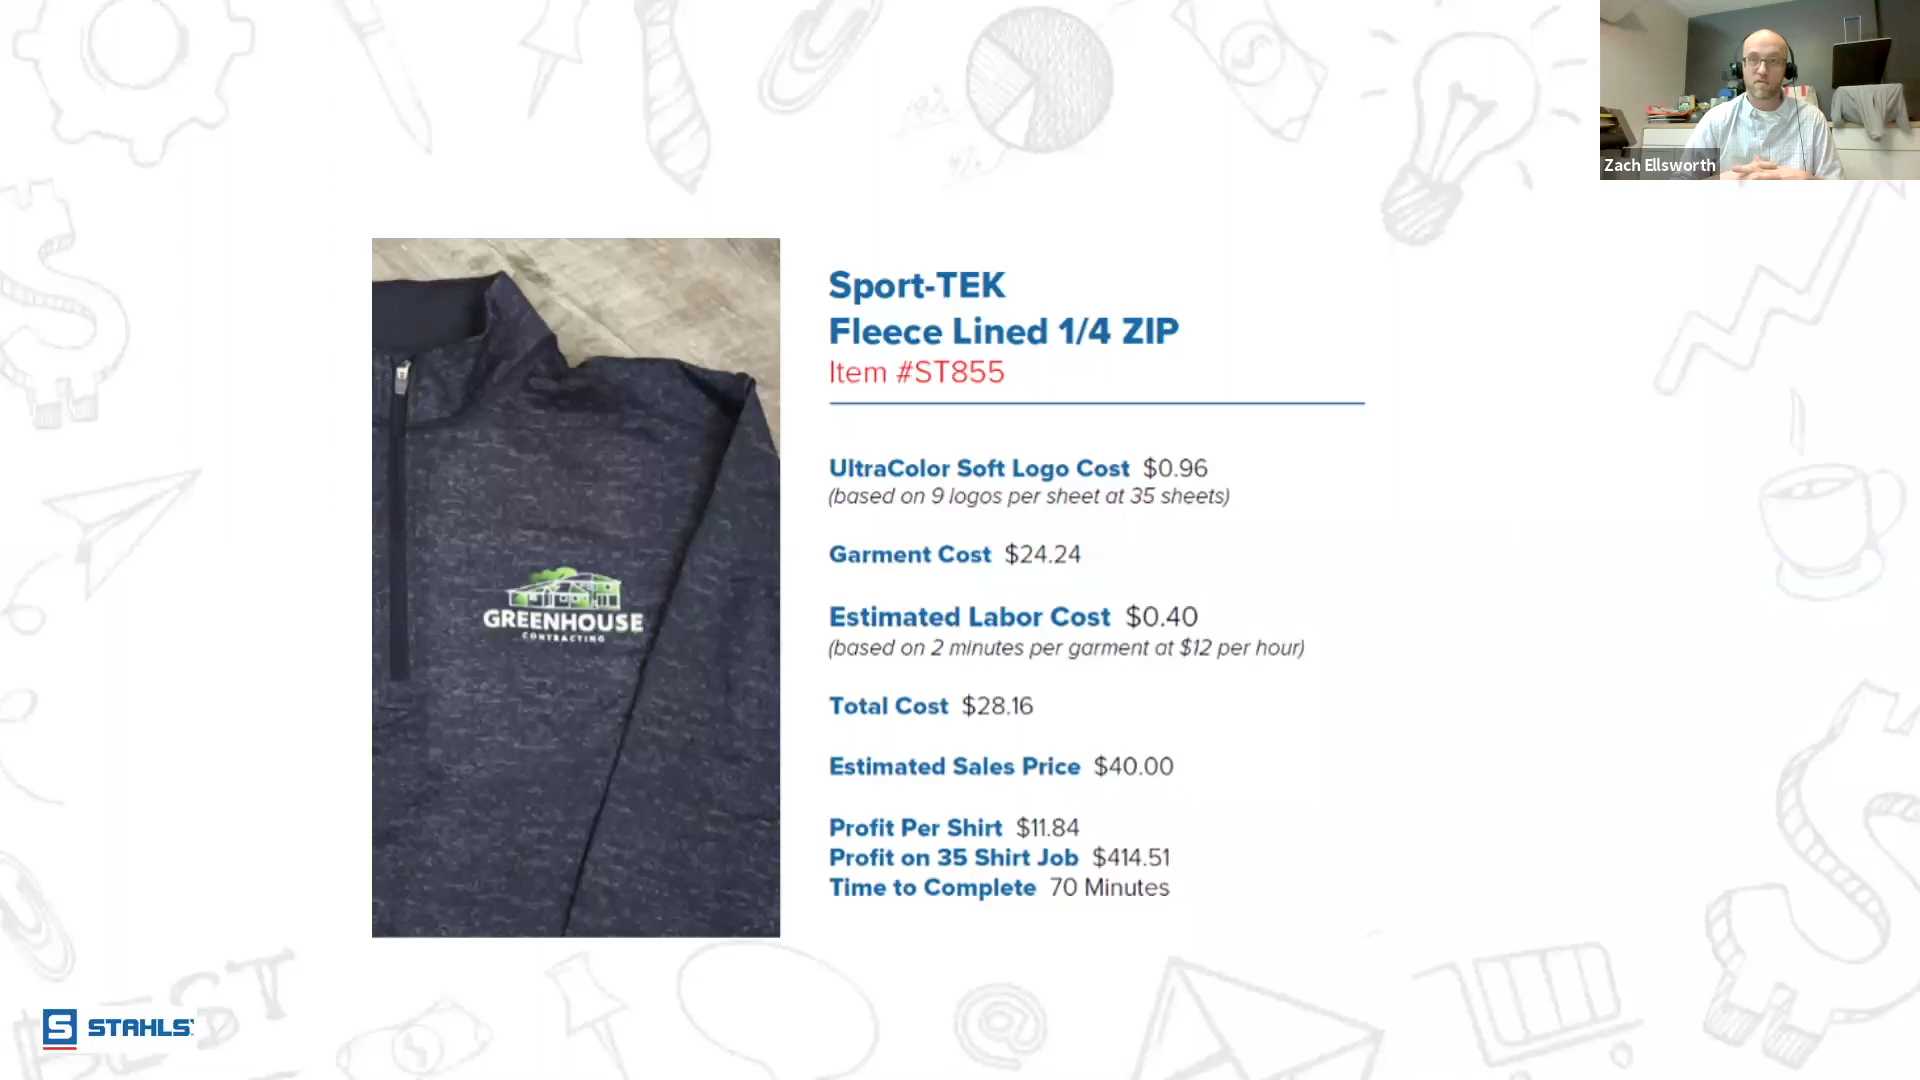 Zach Ellsworth
Sport-TEK
Fleece Lined 1/4 ZIP
Item #ST855
UltraColor Soft Logo Cost $0.96
(based on 9 logos per sheet at 35 sheets)
Garment Cost $24.24
Estimated Labor Cost $0.40
(based on 2 minutes per garment at $12 per hour)
Total Cost $28.16
Estimated Sales Price $40.00
Profit Per Shirt $11.84
Profit on 35 Shirt Job $414.51
Time to Complete 70 Minutes
GREENHOUSE
CONTRACTING
S STAHLS'